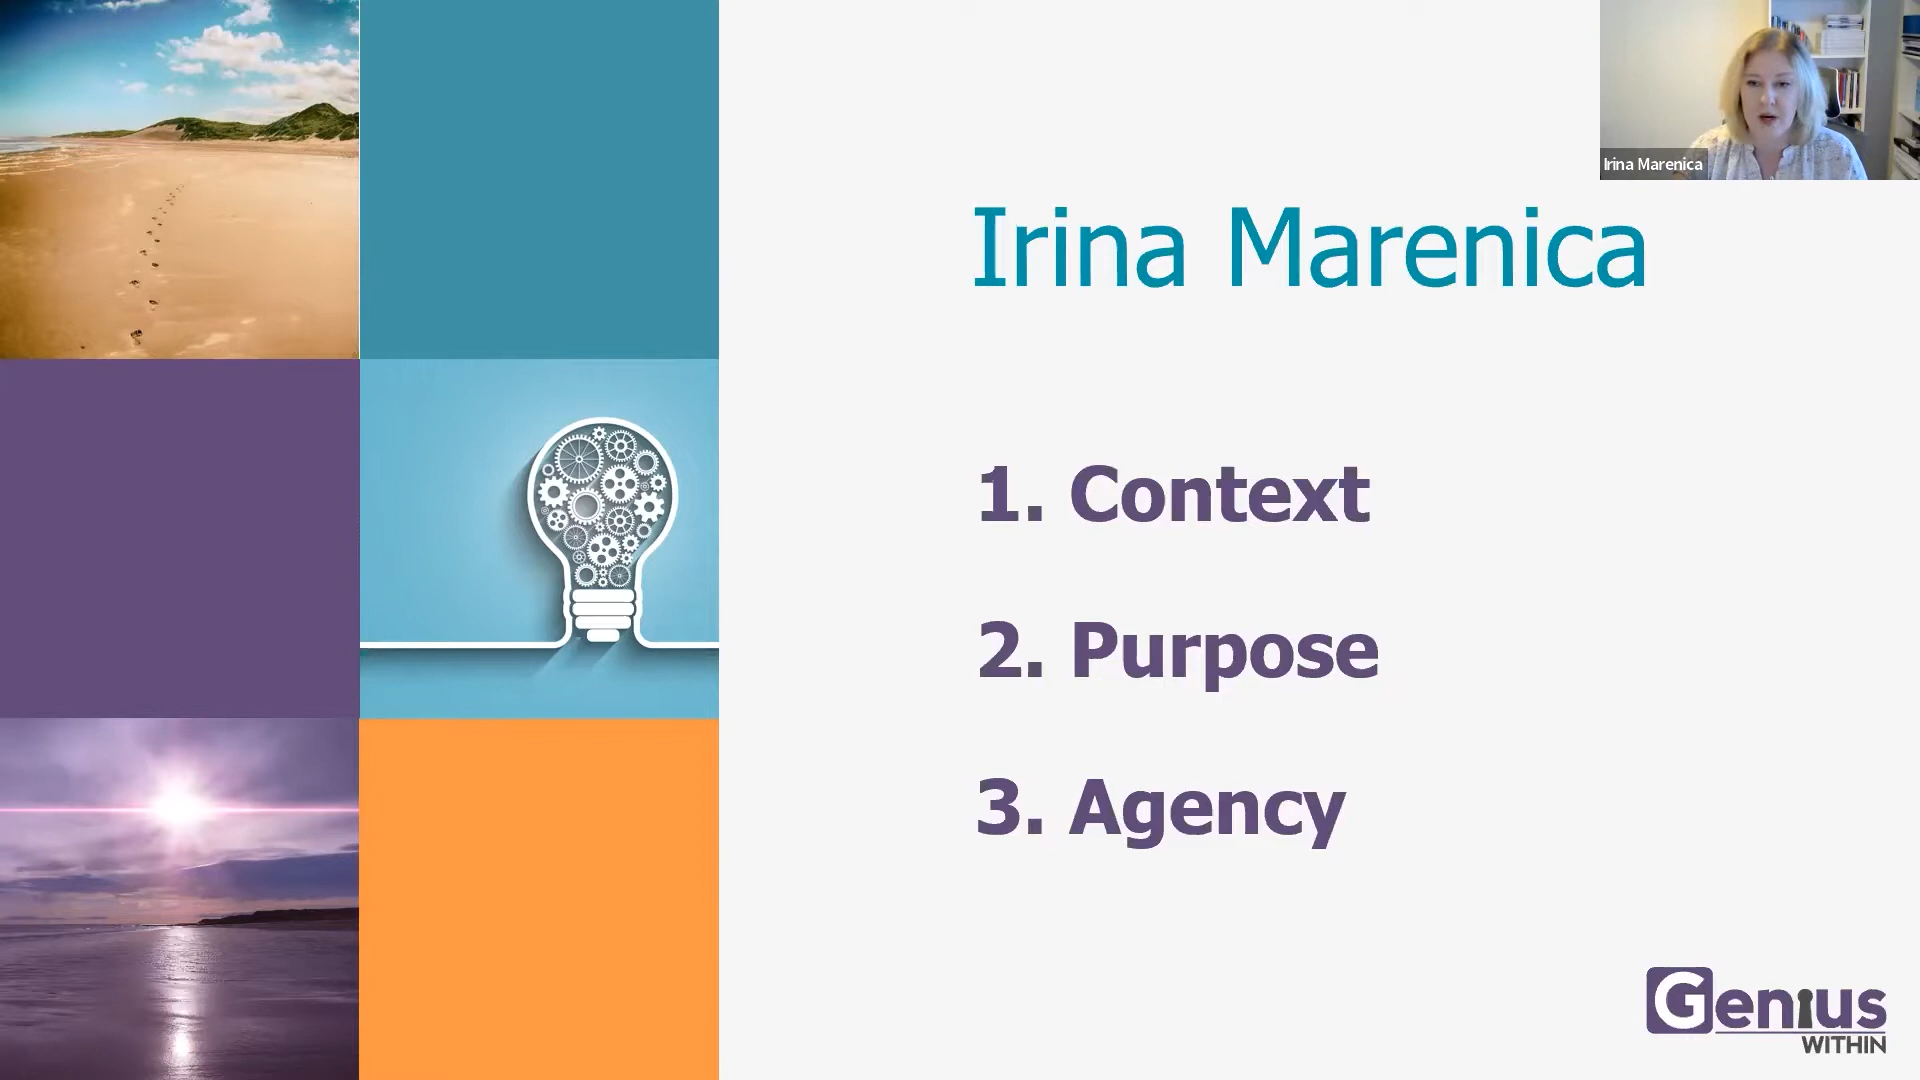 Irina Marenica
Irina Marenica
1. Context
2. Purpose
3. Agency
Genius
WITHIN